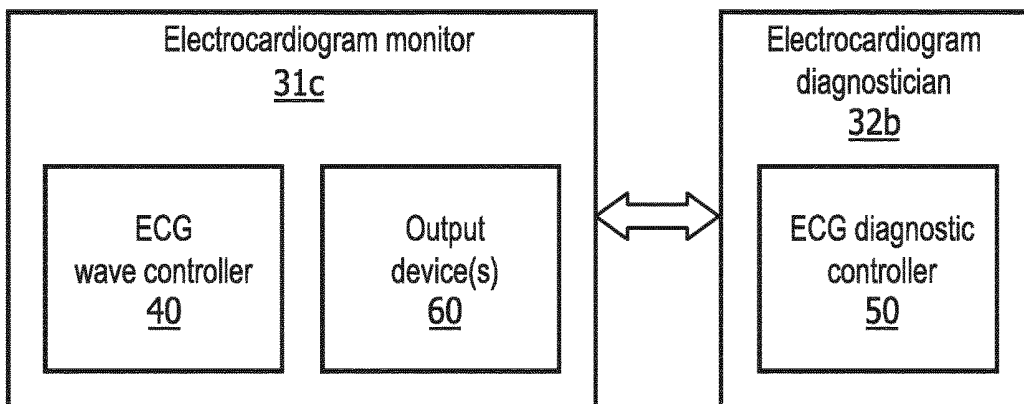 Electrocardiogram monitor
31c
ECG
wave controller
40
Output
device(s)
60
Electrocardiogram
diagnostician
32b
ECG diagnostic
controller
50